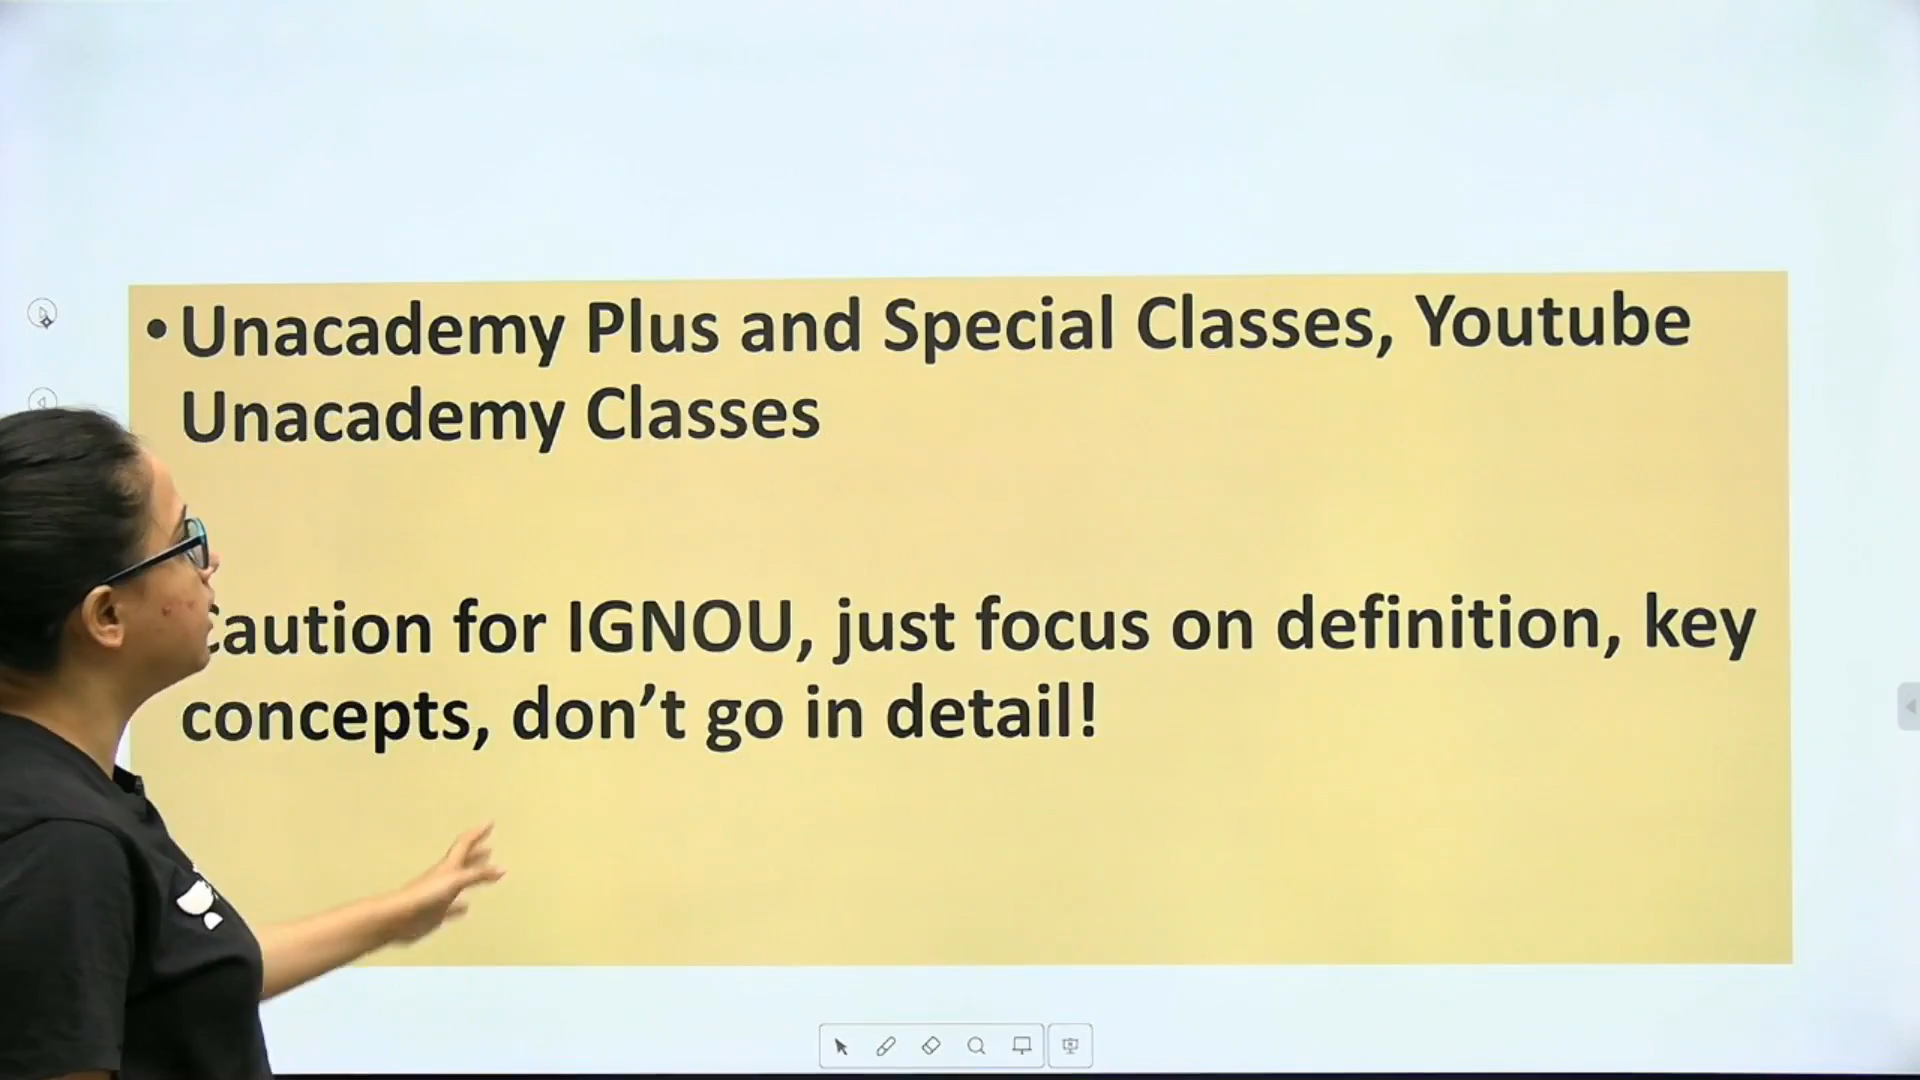 • Unacademy Plus and Special Classes, Youtube
Unacademy Classes
Caution for IGNOU, just focus on definition, key
concepts, don't go in detail!